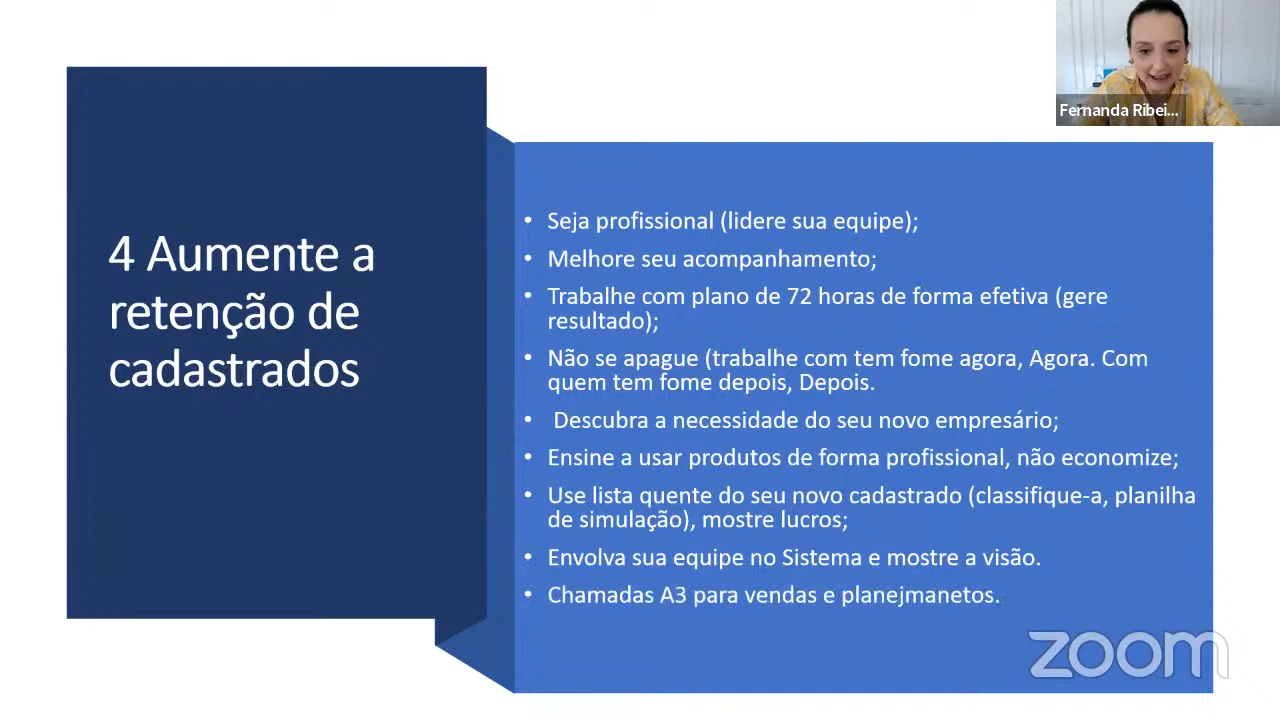 Fernanda Ribei...
4 Aumente a
retenção de
cadastrados
• Seja profissional (lidere sua equipe);
• Melhore seu acompanhamento;
• Trabalhe com plano de 72 horas de forma efetiva (gere
resultado);
• Não se apague (trabalhe com tem fome agora, Agora. Com
quem tem fome depois, Depois.
• Descubra a necessidade do seu novo empresário;
• Ensine a usar produtos de forma profissional, não economize;
• Use lista quente do seu novo cadastrado (classifique-a, planilha
de simulação), mostre lucros;
• Envolva sua equipe no Sistema e mostre a visão.
• Chamadas A3 para vendas e planejmanetos.
zoom